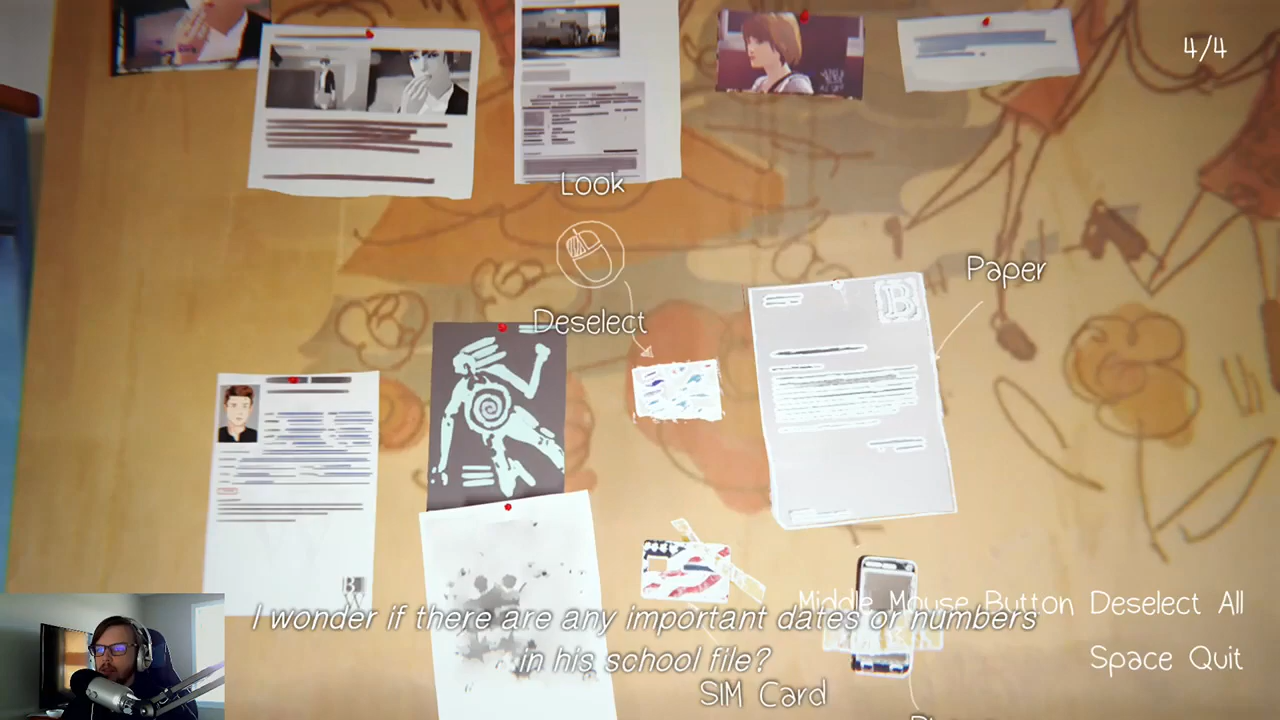 4/4
Look
Deselect
Paper
B
B
Middle Mouse Button Deselect All
I wonder if there are any important dates or numbers
in his school file?
Space Quit
SIM Card